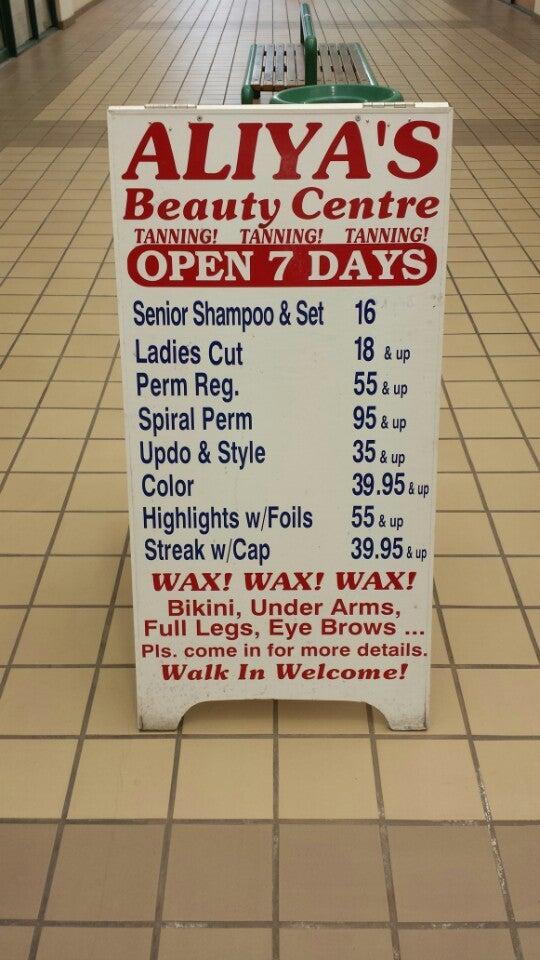 ALIYA'S
Beauty Centre
TANNING! TANNING! TANNING!
OPEN 7 DAYS
Senior Shampoo & Set 16
Ladies Cut 18 & up
Perm Reg. 55 & up
Spiral Perm 95 & up
Updo & Style 35 & up
Color 39.95 & up
Highlights w/Foils 55 & up
Streak w/Cap 39.95 & up
WAX! WAX! WAX!
Bikini, Under Arms,
Full Legs, Eye Brows ...
Pls. come in for more details.
Walk In Welcome!